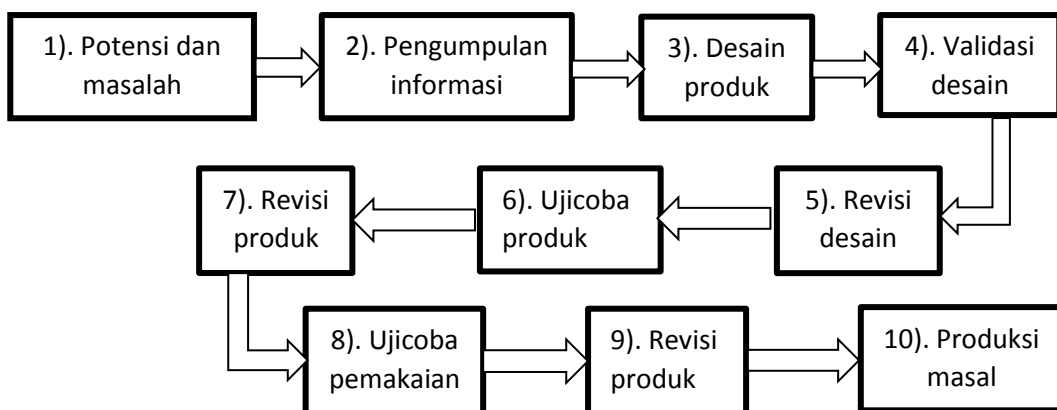 1). Potensi dan
masalah
2). Pengumpulan
informasi
3). Desain
produk
4). Validasi
desain
5). Revisi
desain
6). Ujicoba
produk
7). Revisi
produk
8). Ujicoba
pemakaian
9). Revisi
produk
10). Produksi
masal